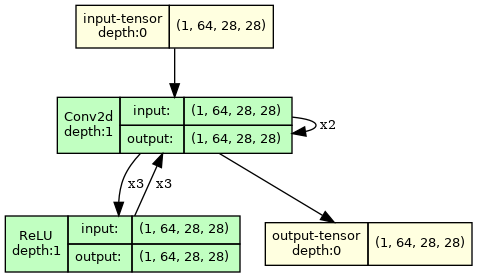 input-tensor
depth:0
(1, 64, 28, 28)
Conv2d
depth:1
input:
(1, 64, 28, 28)
output:
(1, 64, 28, 28)
x2
x3
x3
ReLU
depth:1
input:
(1, 64, 28, 28)
output:
(1, 64, 28, 28)
output-tensor
depth:0
(1, 64, 28, 28)